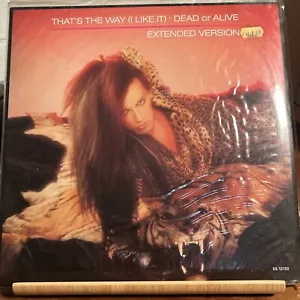 THAT'S THE WAY (I LIKE IT) • DEAD or ALIVE
EXTENDED VERSION